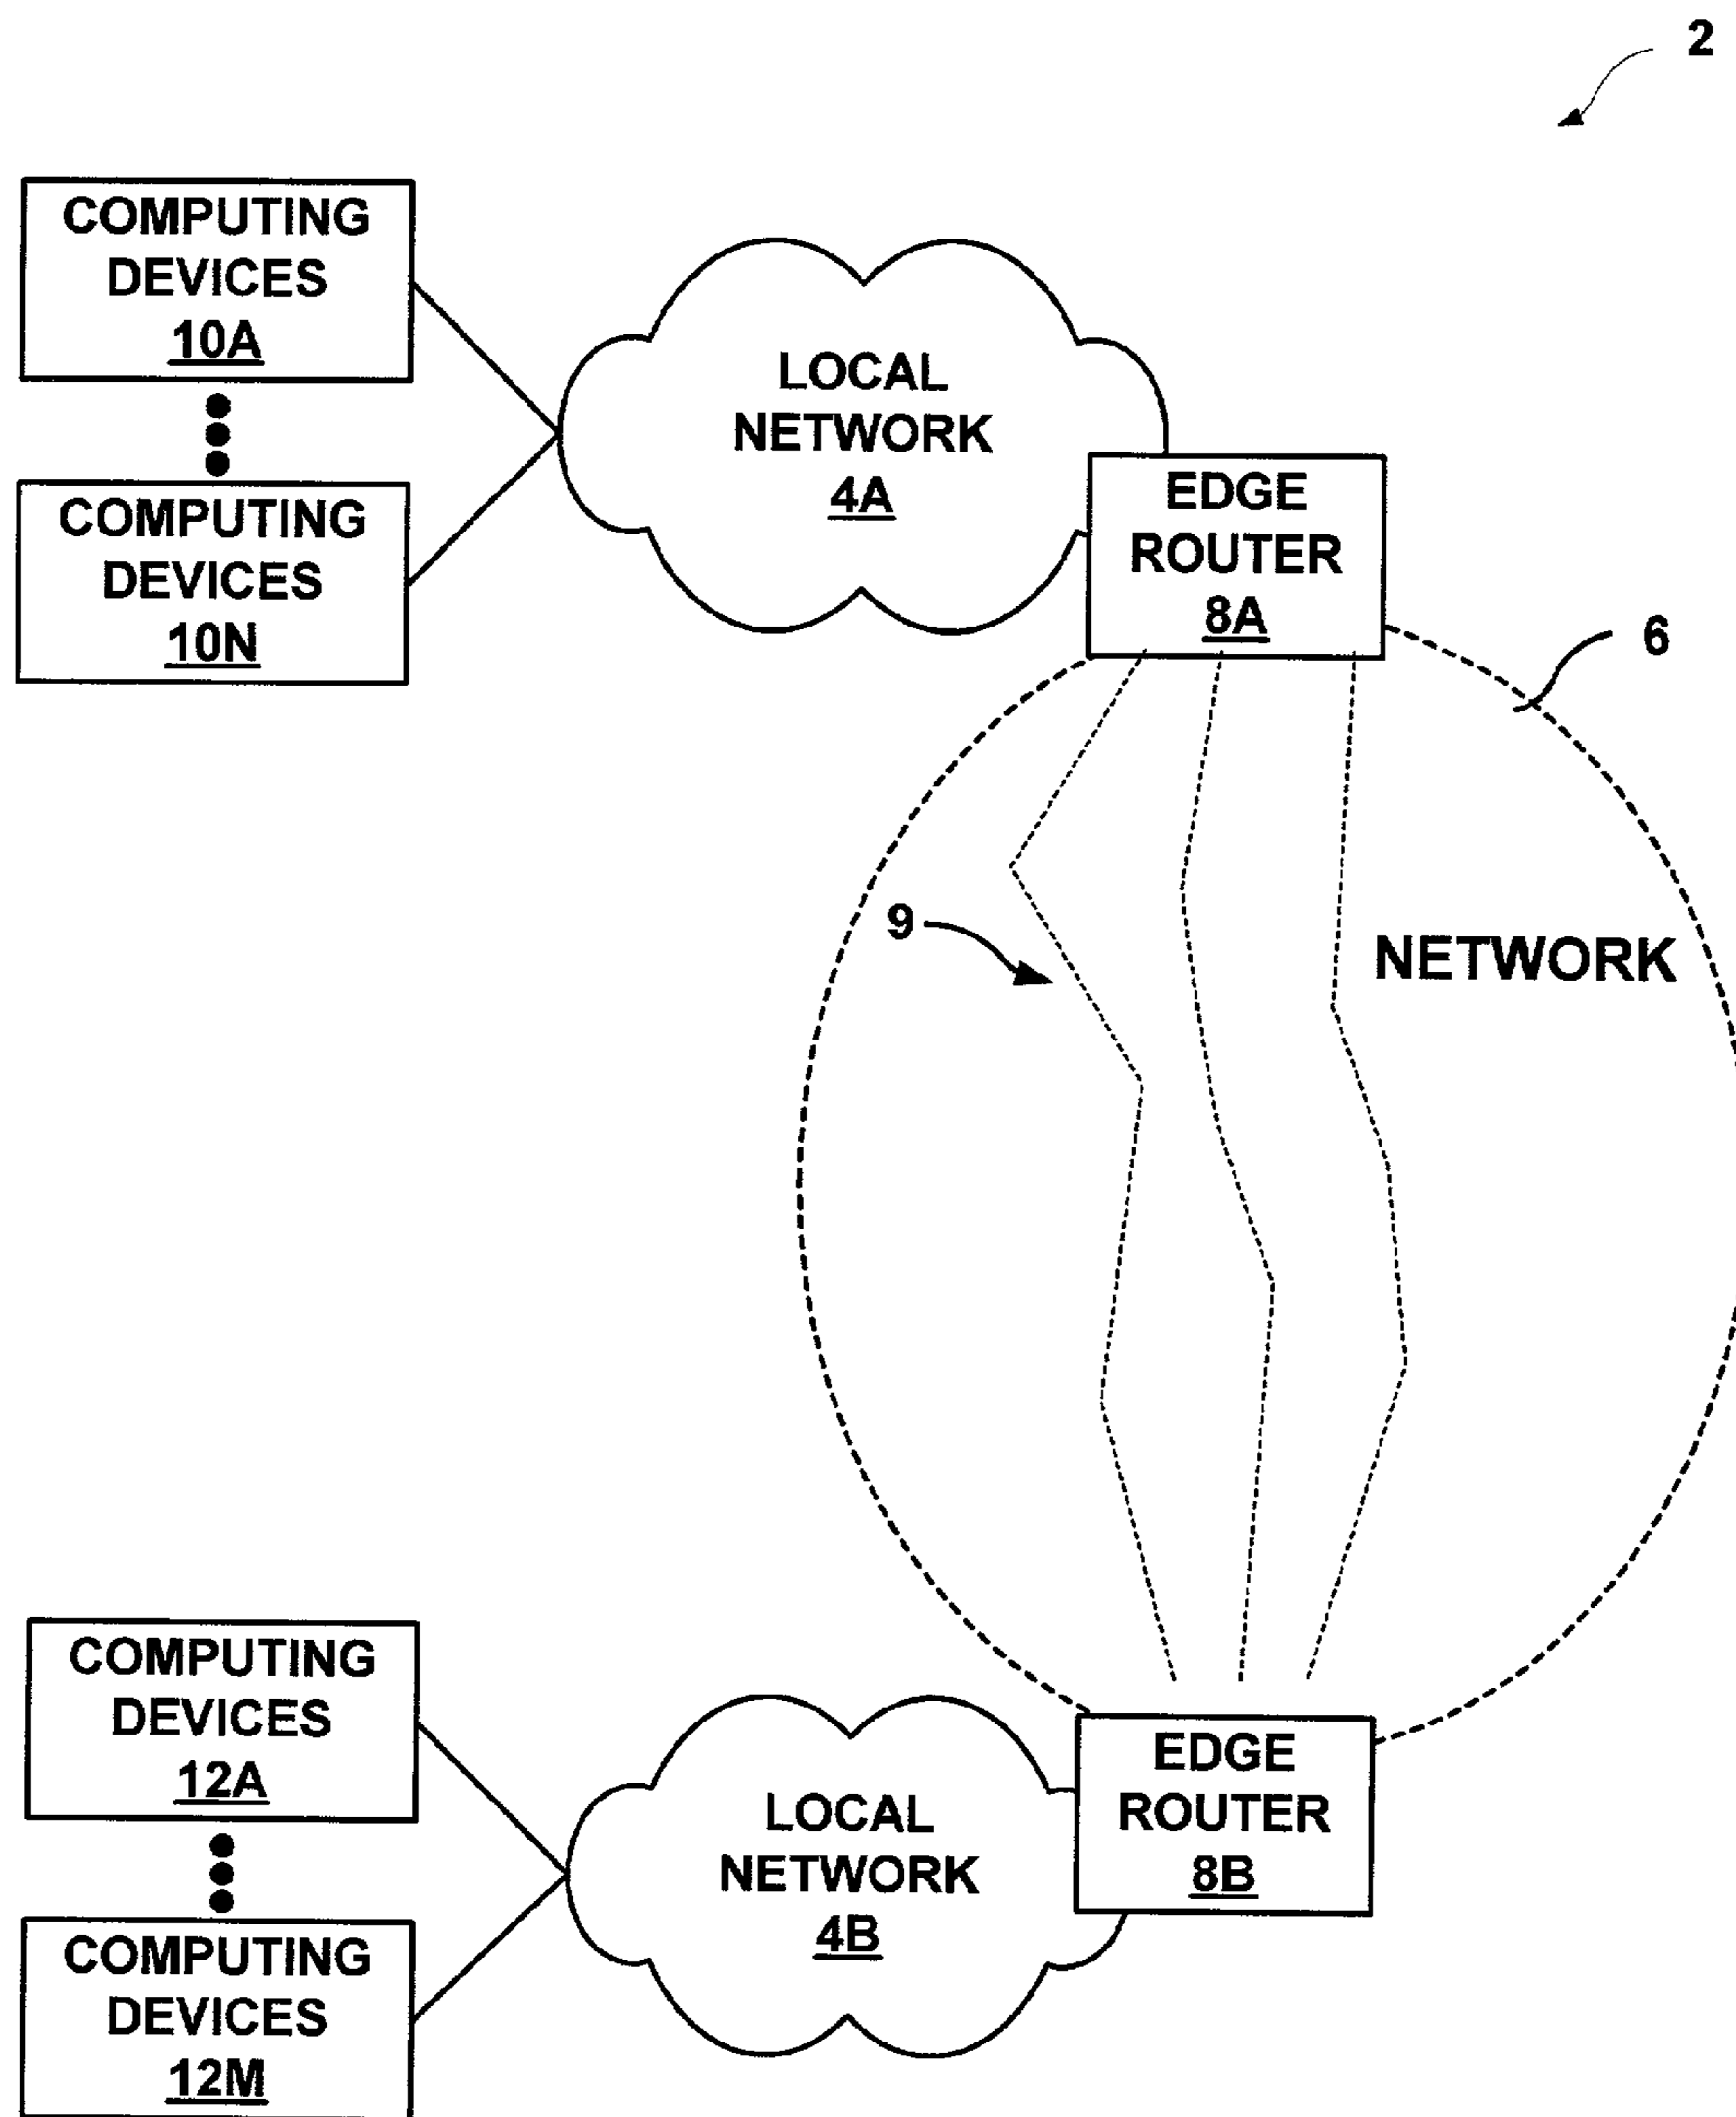 2
COMPUTING
DEVICES
10A
COMPUTING
DEVICES
10N
LOCAL
NETWORK
4A
EDGE
ROUTER
8A
6
9
NETWORK
COMPUTING
DEVICES
12A
COMPUTING
DEVICES
12M
LOCAL
NETWORK
4B
EDGE
ROUTER
8B